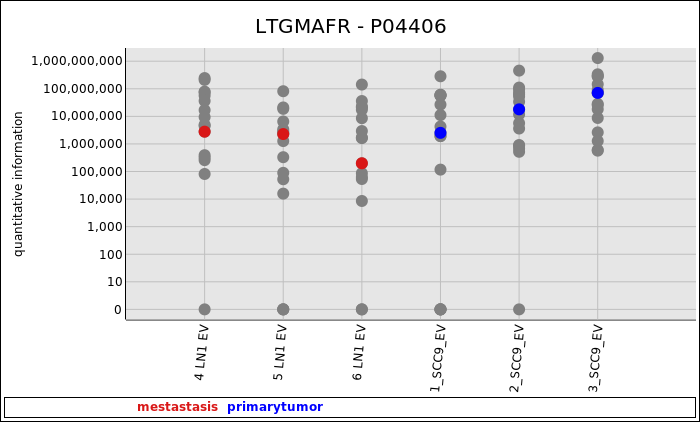 LTGMAFR - P04406
quantitative information
1,000,000,000
100,000,000
10,000,000
1,000,000
100,000
10,000
1,000
100
10
0
4 LN1 EV
5 LN1 EV
6 LN1 EV
1_SCC9_EV
2_SCC9_EV
3_SCC9_EV
mestastasis primarytumor